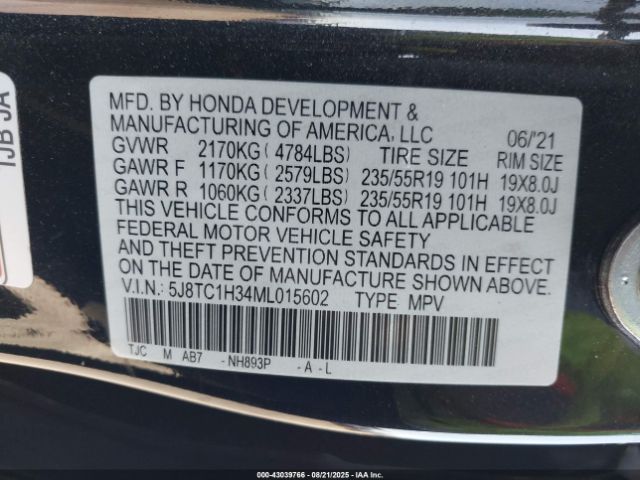 MFD. BY HONDA DEVELOPMENT &
MANUFACTURING OF AMERICA, LLC 06/'21
GVWR 2170KG ( 4784LBS) TIRE SIZE RIM SIZE
GAWR F 1170KG ( 2579LBS) 235/55R19 101H 19X8.0J
GAWR R 1060KG ( 2337LBS) 235/55R19 101H 19X8.0J
THIS VEHICLE CONFORMS TO ALL APPLICABLE
FEDERAL MOTOR VEHICLE SAFETY
AND THEFT PREVENTION STANDARDS IN EFFECT
ON THE DATE OF MANUFACTURE SHOWN ABOVE.
V.I.N.: 5J8TC1H34ML015602 TYPE MPV
TJC M AB7 -NH893P -A-L
000-43039766 - 08/21/2025 - IAAI Inc.